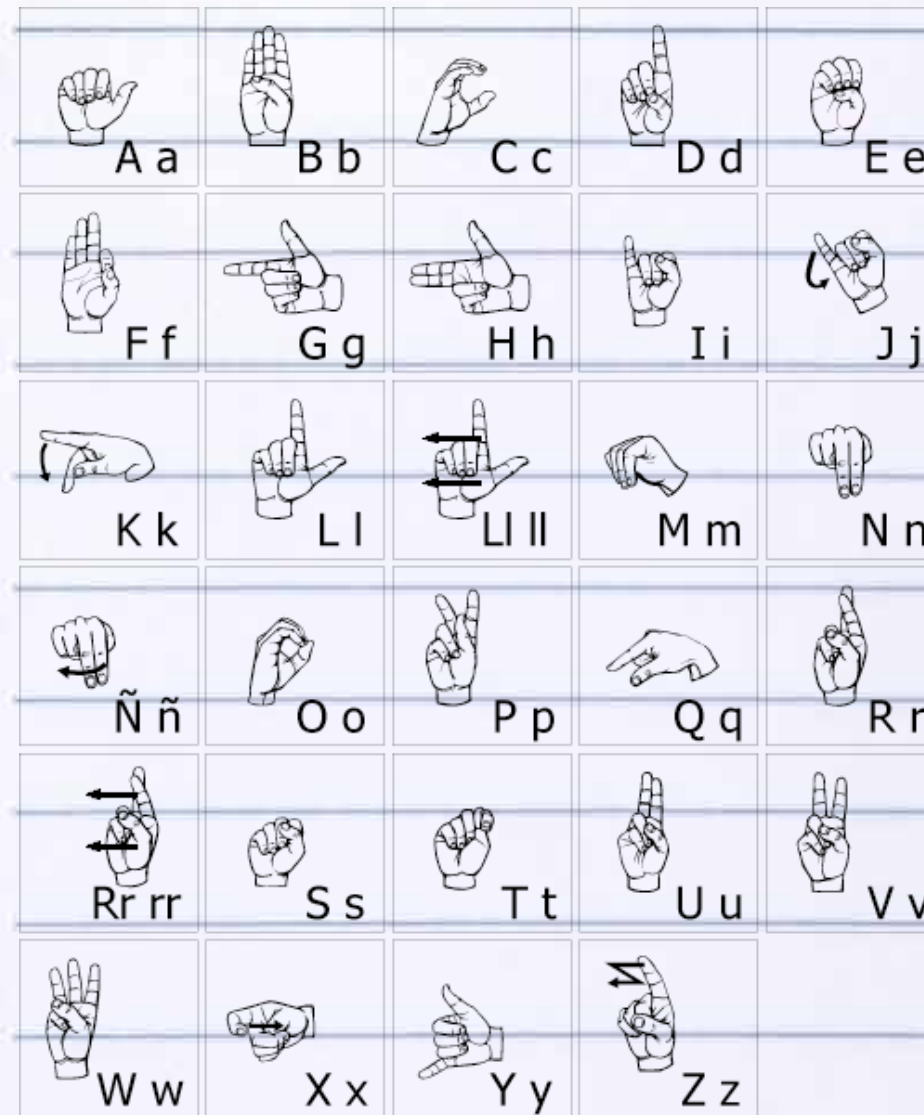 A a B b C c D d E e
F f G g H h I i J j
K k L l Ll ll M m N n
Ñ ñ O o P p Q q R r
Rr rr S s T t U u V v
W w X x Y y Z z